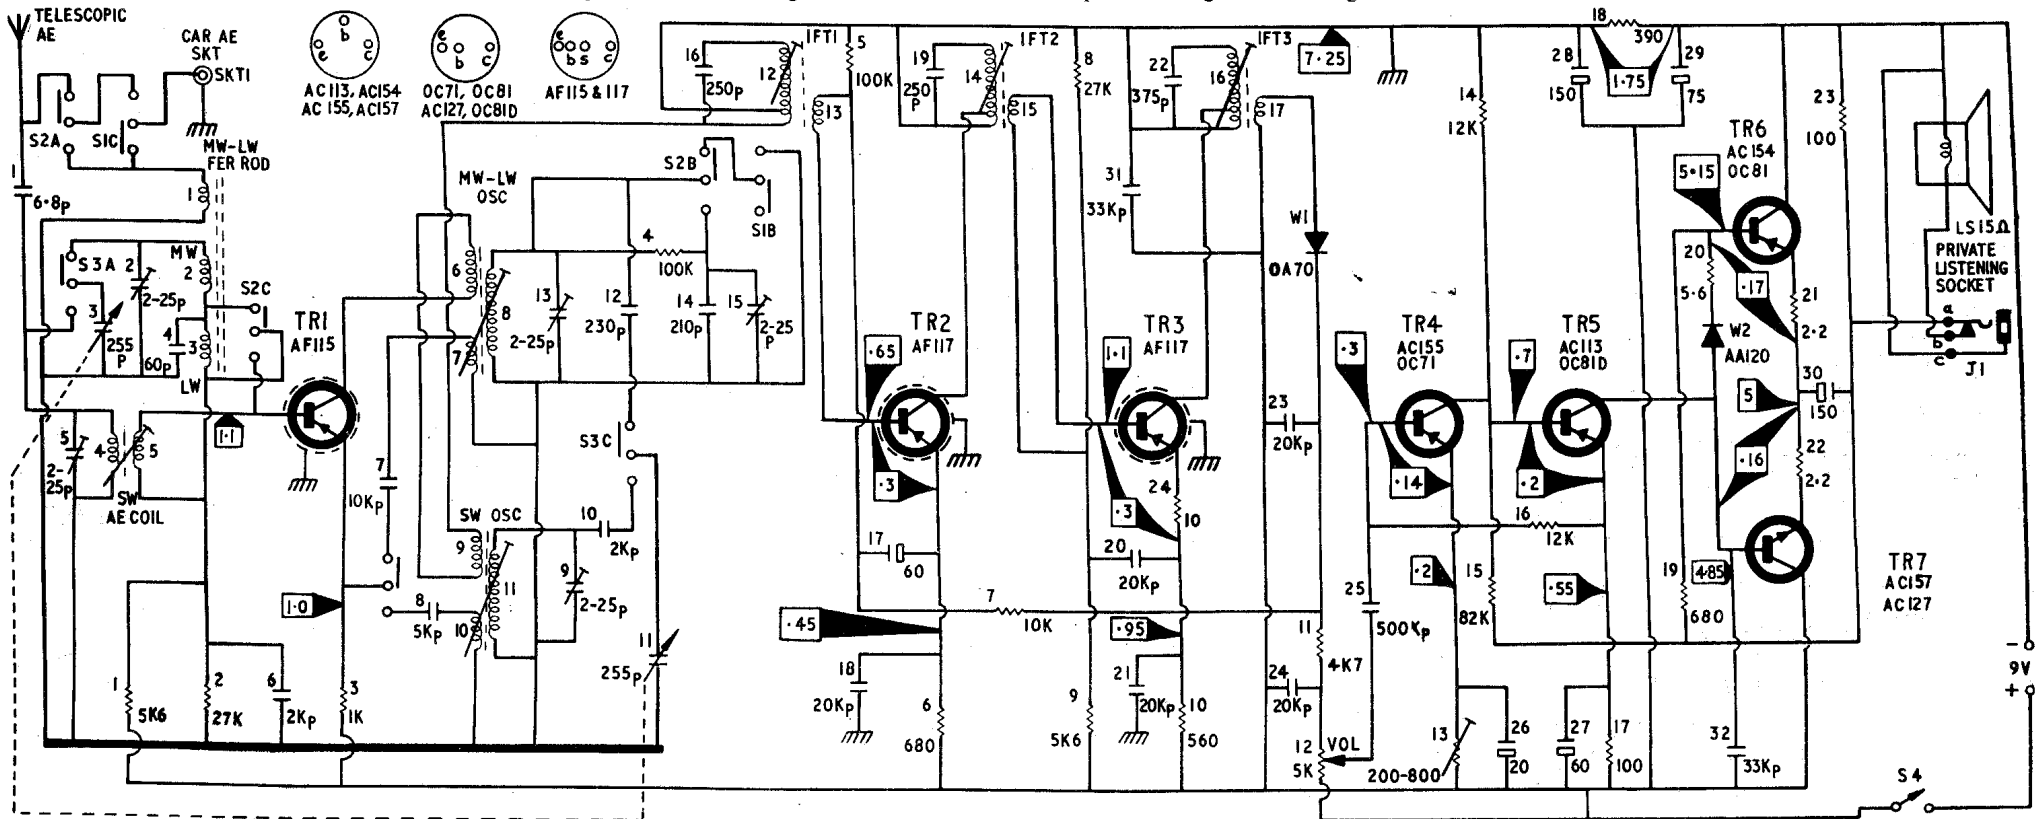 TELESCOPIC
AE
CAR AE
SKT
SKT1
S2A
S1C
MW-LW
FER ROD
1
6·8p
1
e
b
c
AC113, AC154
AC155, AC157
e
b
c
OC71, OC81
AC127, OC81D
e
b s
c
AF115 & 117
S3A
2
2-25p
MW
2
3
255
p
4
60p
3
LW
S2C
5
2-
25p
4
5
SW
AE COIL
1·1
TR1
AF115
1
5K6
2
27K
6
2Kp
3
1K
1·0
7
10Kp
8
5Kp
MW-LW
OSC
6
7
8
SW OSC
9
10
11
13
2-25p
12
230p
4
100K
14
210p
15
2-25
p
S2B
S1B
S3C
10
2Kp
9
2-25p
11
255p
16
250p
12
IFT1
13
5
100K
19
250
p
14
IFT2
15
8
27K
TR2
AF117
·65
·3
17
60
·45
18
20Kp
6
680
7
10K
TR3
AF117
1·1
·3
24
10
20
20Kp
·95
21
20Kp
9
5K6
10
560
22
375p
16
IFT3
17
31
33Kp
7·25
W1
OA70
23
20Kp
11
4K7
24
20Kp
12
5K
VOL
TR4
AC155
OC71
·3
·14
·2
14
12K
15
82K
25
500Kp
13
200-800
26
20
TR5
AC113
OC81D
·7
·2
·55
16
12K
27
60
17
100
18
390
28
150
1·75
29
75
TR6
AC154
OC81
5·15
·17
20
5·6
W2
AA120
5
·16
4·85
19
680
21
2·2
22
2·2
30
150
23
100
32
33Kp
TR7
AC157
AC127
LS15Ω
PRIVATE
LISTENING
SOCKET
a
b
c
J1
-
9V
+
S4